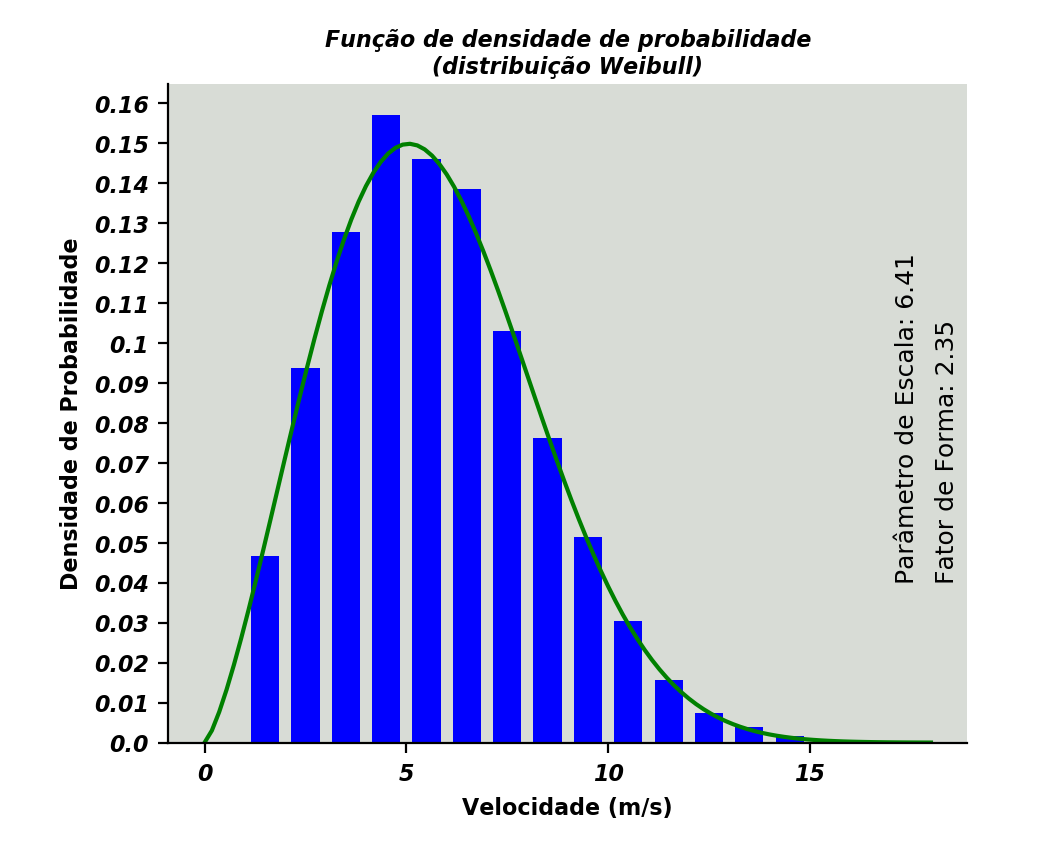 Função de densidade de probabilidade
(distribuição Weibull)
0.16
0.15
0.14
0.13
0.12
0.11
0.1
0.09
0.08
0.07
0.06
0.05
0.04
0.03
0.02
0.01
0.0
Densidade de Probabilidade
Parâmetro de Escala: 6.41
Fator de Forma: 2.35
0 5 10 15
Velocidade (m/s)